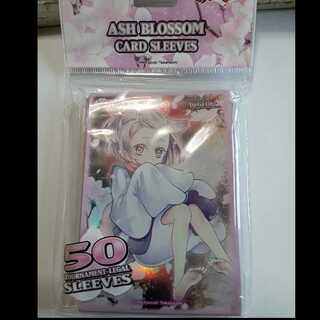 ASH BLOSSOM
CARD SLEEVES
50
TOURNAMENT-LEGAL
SLEEVES